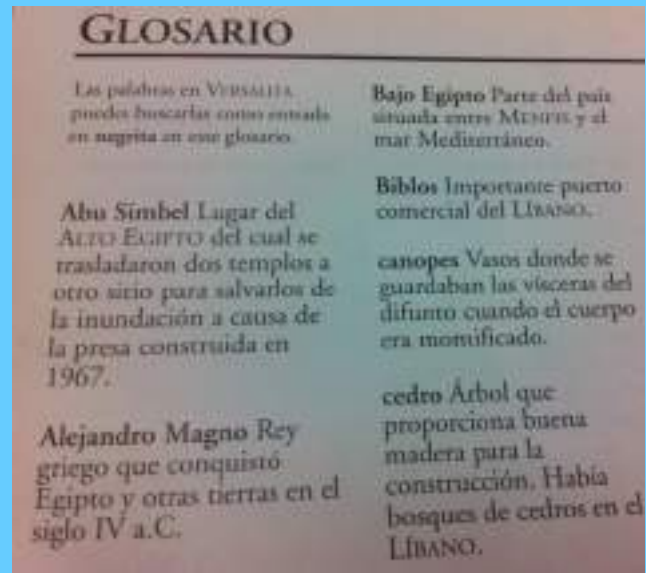 GLOSARIO
Las palabras en VERSALITA
puedes buscarlas como entrada
en negrita en este glosario.
Abu Simbel Lugar del
ALTO EGIPTO del cual se
trasladaron dos templos a
otro sitio para salvarlos de
la inundación a causa de
la presa construida en
1967.
Alejandro Magno Rey
griego que conquistó
Egipto y otras tierras en el
siglo IV a.C.
Bajo Egipto Parte del país
situada entre MENFIS y el
mar Mediterráneo.
Biblos Importante puerto
comercial del LÍBANO.
canopes Vasos donde se
guardaban las vísceras del
difunto cuando el cuerpo
era momificado.
cedro Árbol que
proporciona buena
madera para la
construcción. Había
bosques de cedros en el
LÍBANO.